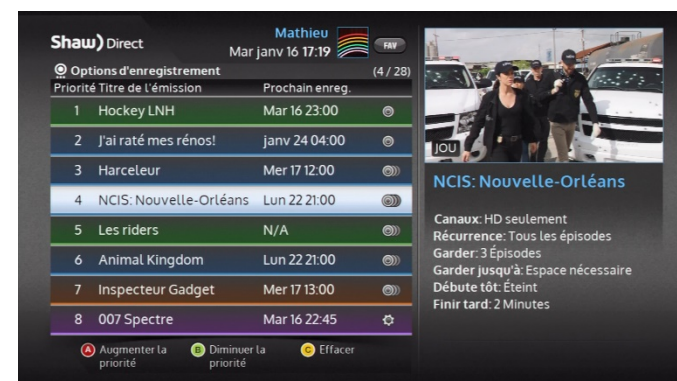 Shaw) Direct
Mathieu
Mar janv 16 17:19
FAV
Options d'enregistrement
(4 / 28)
Priorité Titre de l'émission Prochain enreg.
1 Hockey LNH Mar 16 23:00
2 J'ai raté mes rénos! janv 24 04:00
3 Harceleur Mer 17 12:00
4 NCIS: Nouvelle-Orléans Lun 22 21:00
5 Les riders N/A
6 Animal Kingdom Lun 22 21:00
7 Inspecteur Gadget Mer 17 13:00
8 007 Spectre Mar 16 22:45
A Augmenter la priorité
B Diminuer la priorité
C Effacer
JOU
NCIS: Nouvelle-Orléans
Canaux: HD seulement
Récurrence: Tous les épisodes
Garder: 3 Épisodes
Garder jusqu'à: Espace nécessaire
Débute tôt: Éteint
Finir tard: 2 Minutes